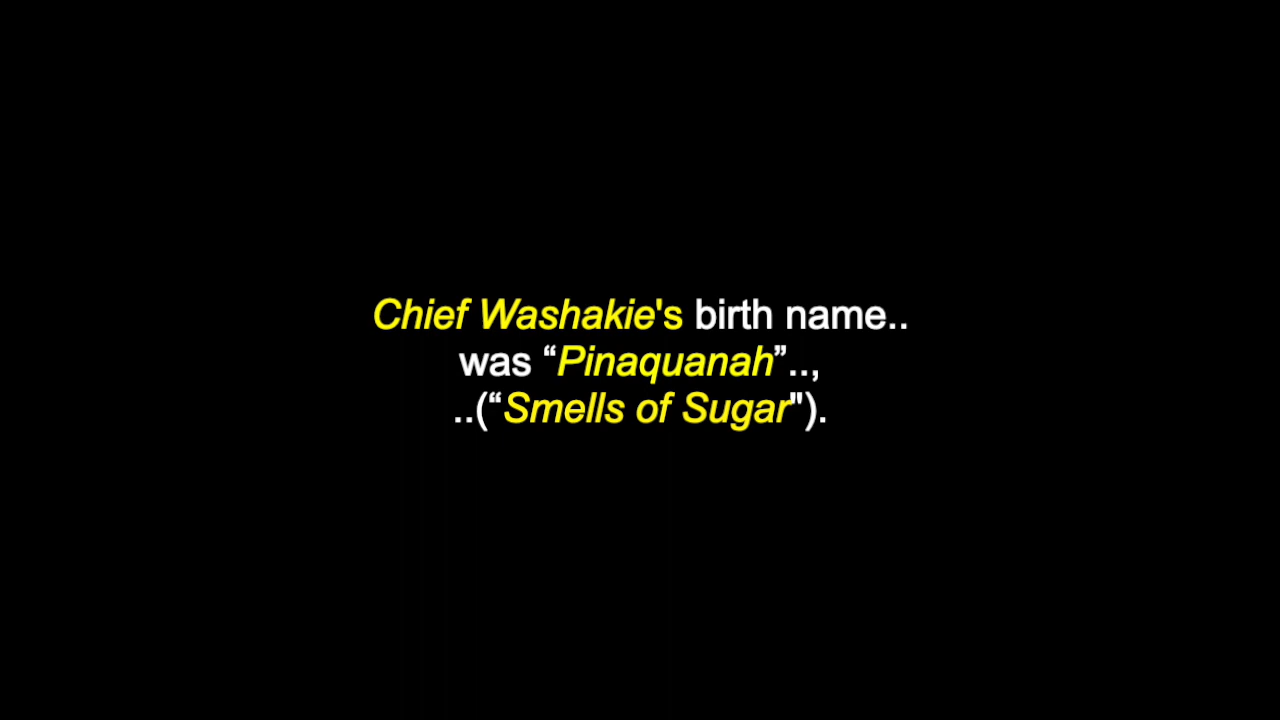 Chief Washakie's birth name..
was “Pinaquanah”..,
..(“Smells of Sugar").